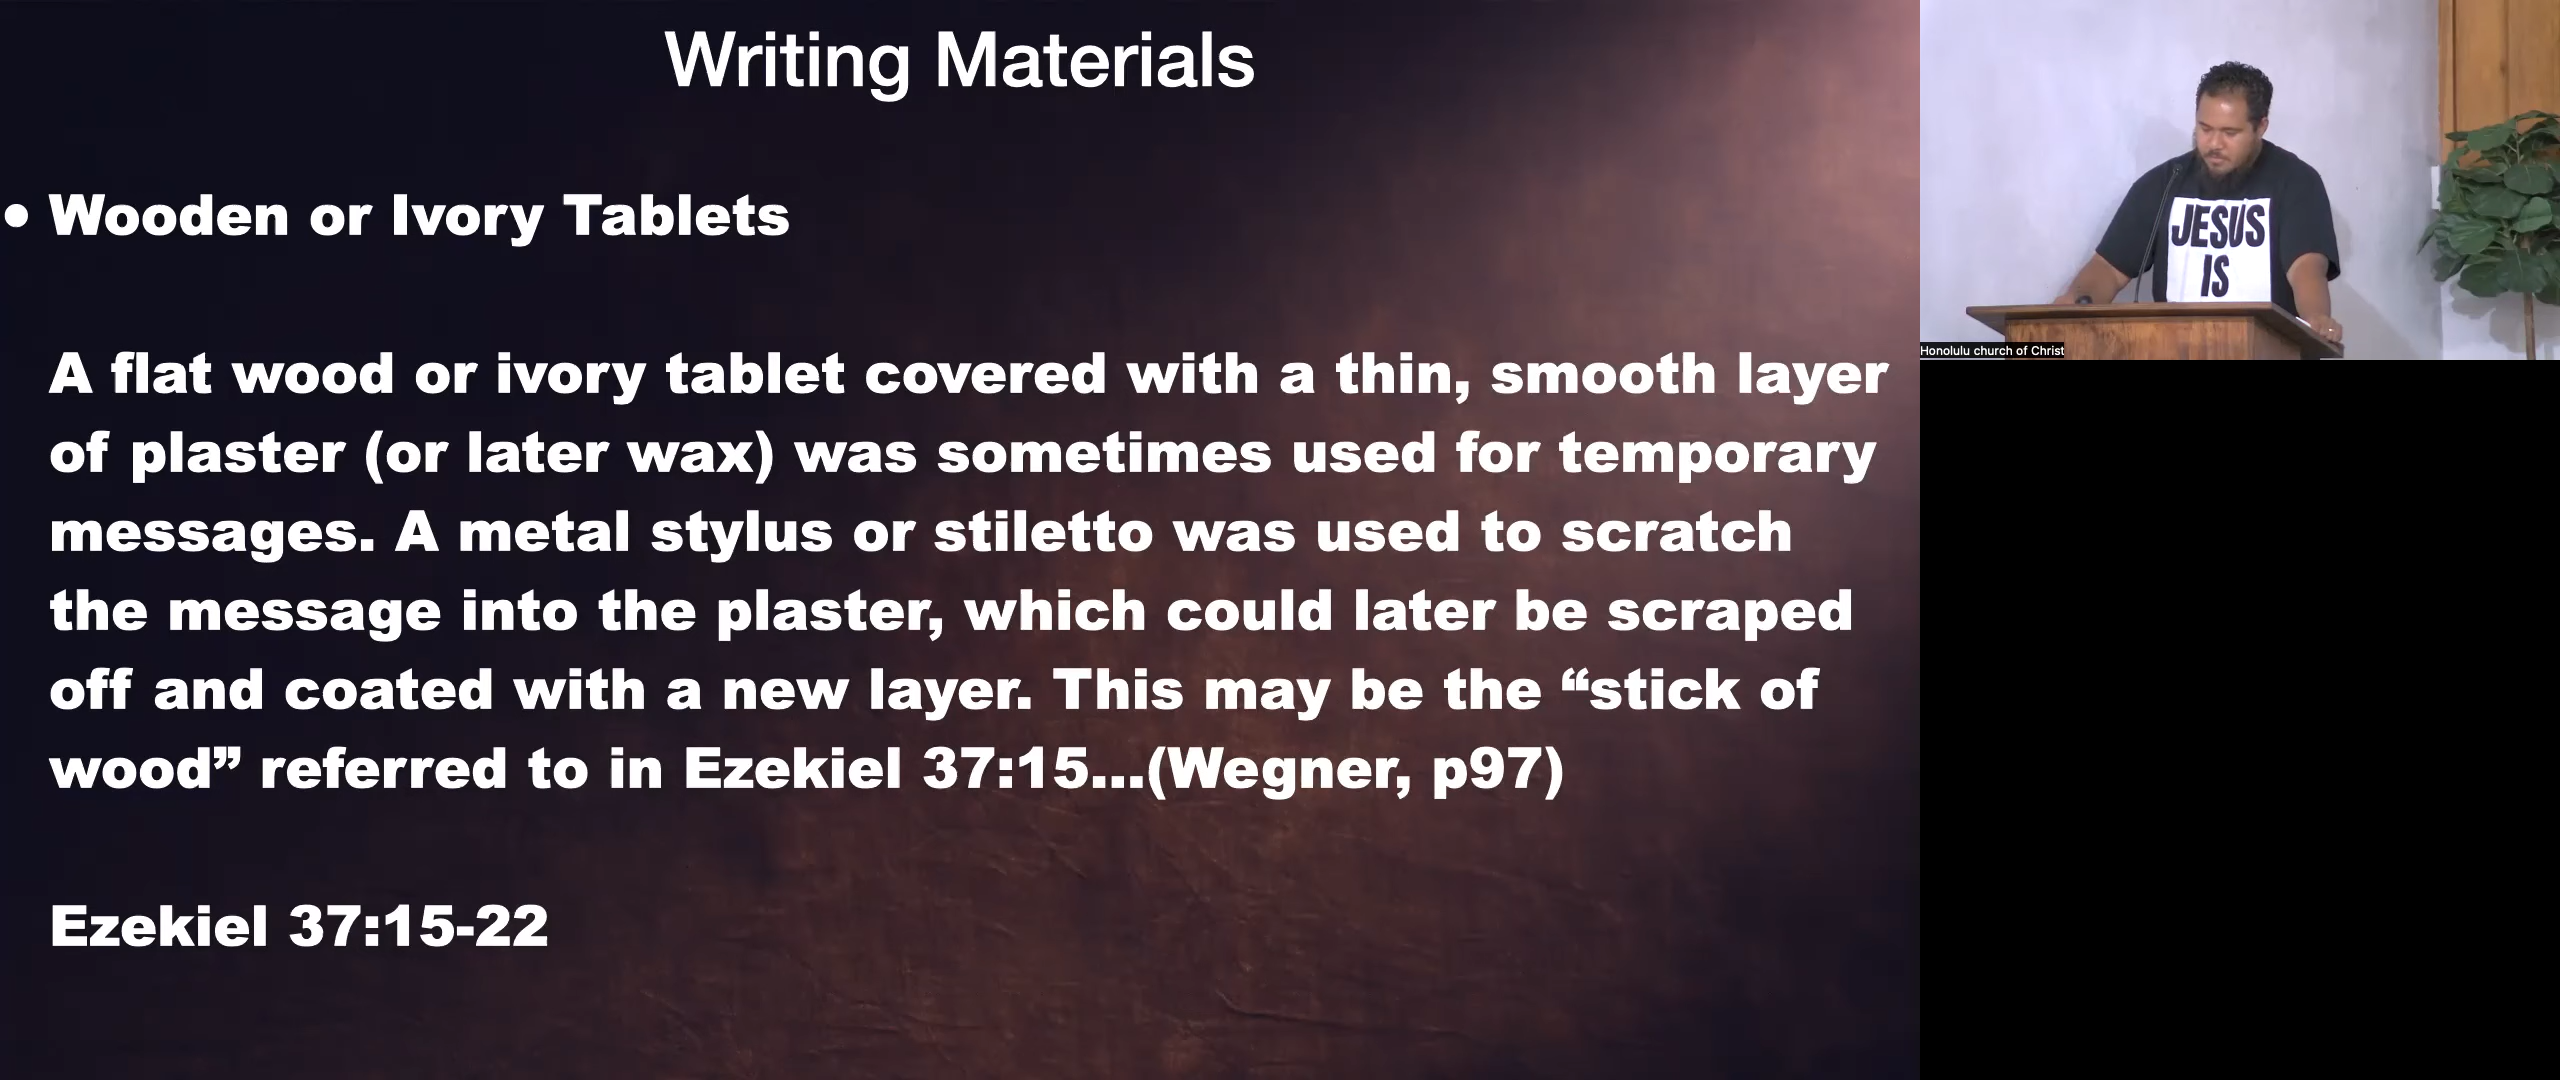 Writing Materials
• Wooden or Ivory Tablets
A flat wood or ivory tablet covered with a thin, smooth layer
of plaster (or later wax) was sometimes used for temporary
messages. A metal stylus or stiletto was used to scratch
the message into the plaster, which could later be scraped
off and coated with a new layer. This may be the “stick of
wood” referred to in Ezekiel 37:15...(Wegner, p97)
Ezekiel 37:15-22
JESUS
IS
Honolulu church of Christ